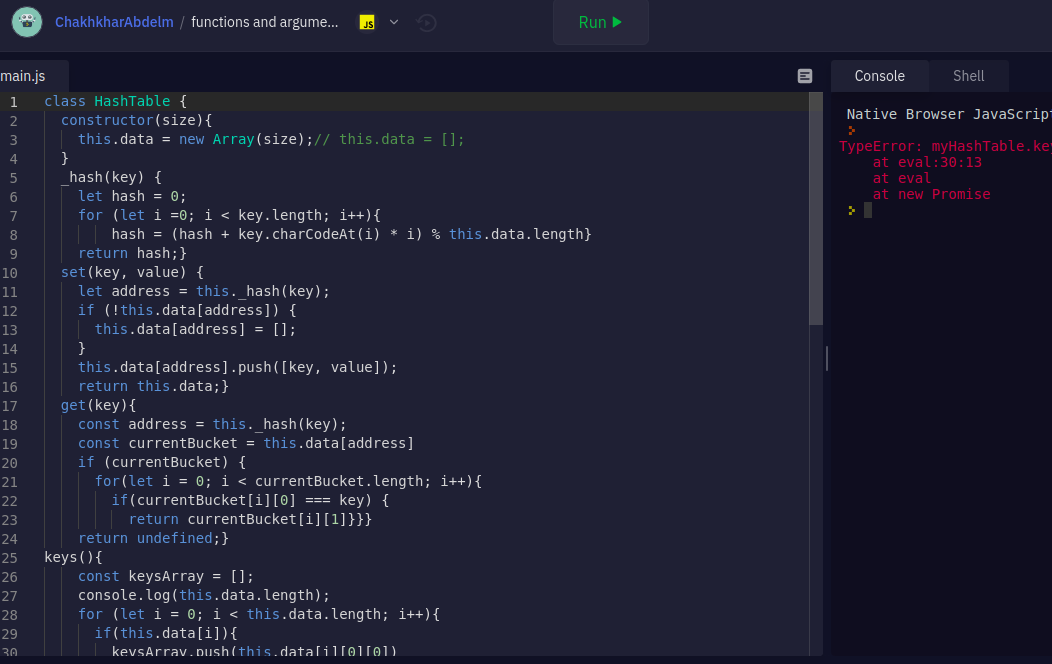 ChakhkharAbdelm / functions and argume... JS Run
main.js Console Shell
1 class HashTable {
2 constructor(size){
3 this.data = new Array(size);// this.data = [];
4 }
5 _hash(key) {
6 let hash = 0;
7 for (let i =0; i < key.length; i++){
8 hash = (hash + key.charCodeAt(i) * i) % this.data.length}
9 return hash;}
10 set(key, value) {
11 let address = this._hash(key);
12 if (!this.data[address]) {
13 this.data[address] = [];
14 }
15 this.data[address].push([key, value]);
16 return this.data;}
17 get(key){
18 const address = this._hash(key);
19 const currentBucket = this.data[address]
20 if (currentBucket) {
21 for(let i = 0; i < currentBucket.length; i++){
22 if(currentBucket[i][0] === key) {
23 return currentBucket[i][1]}}}
24 return undefined;}
25 keys(){
26 const keysArray = [];
27 console.log(this.data.length);
28 for (let i = 0; i < this.data.length; i++){
29 if(this.data[i]){
30 keysArray.push(this.data[i][0][0])
Native Browser JavaScript
TypeError: myHashTable.key
at eval:30:13
at eval
at new Promise